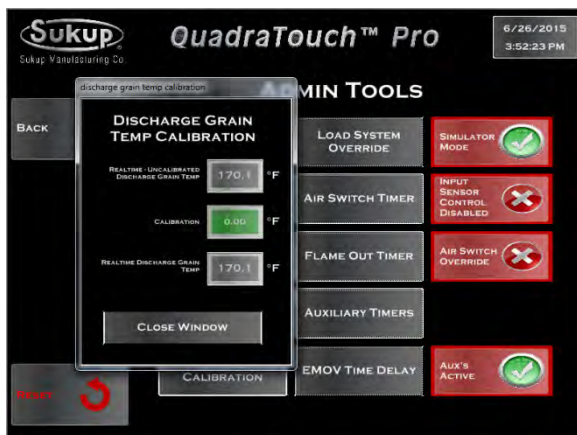 Sukup
Sukup Manufacturing Co.
QuadraTouch™ Pro
6/26/2015
3:52:23 PM
discharge grain temp calibration
MIN TOOLS
BACK
DISCHARGE GRAIN
TEMP CALIBRATION
REALTIME - UNCALIBRATED
DISCHARGE GRAIN TEMP
170.1 °F
CALIBRATION
0.00 °F
REALTIME DISCHARGE GRAIN
TEMP
170.1 °F
CLOSE WINDOW
LOAD SYSTEM
OVERRIDE
SIMULATOR
MODE
AIR SWITCH TIMER
INPUT
SENSOR
CONTROL
DISABLED
FLAME OUT TIMER
AIR SWITCH
OVERRIDE
AUXILIARY TIMERS
RESET
CALIBRATION
EMOV TIME DELAY
AUX'S
ACTIVE